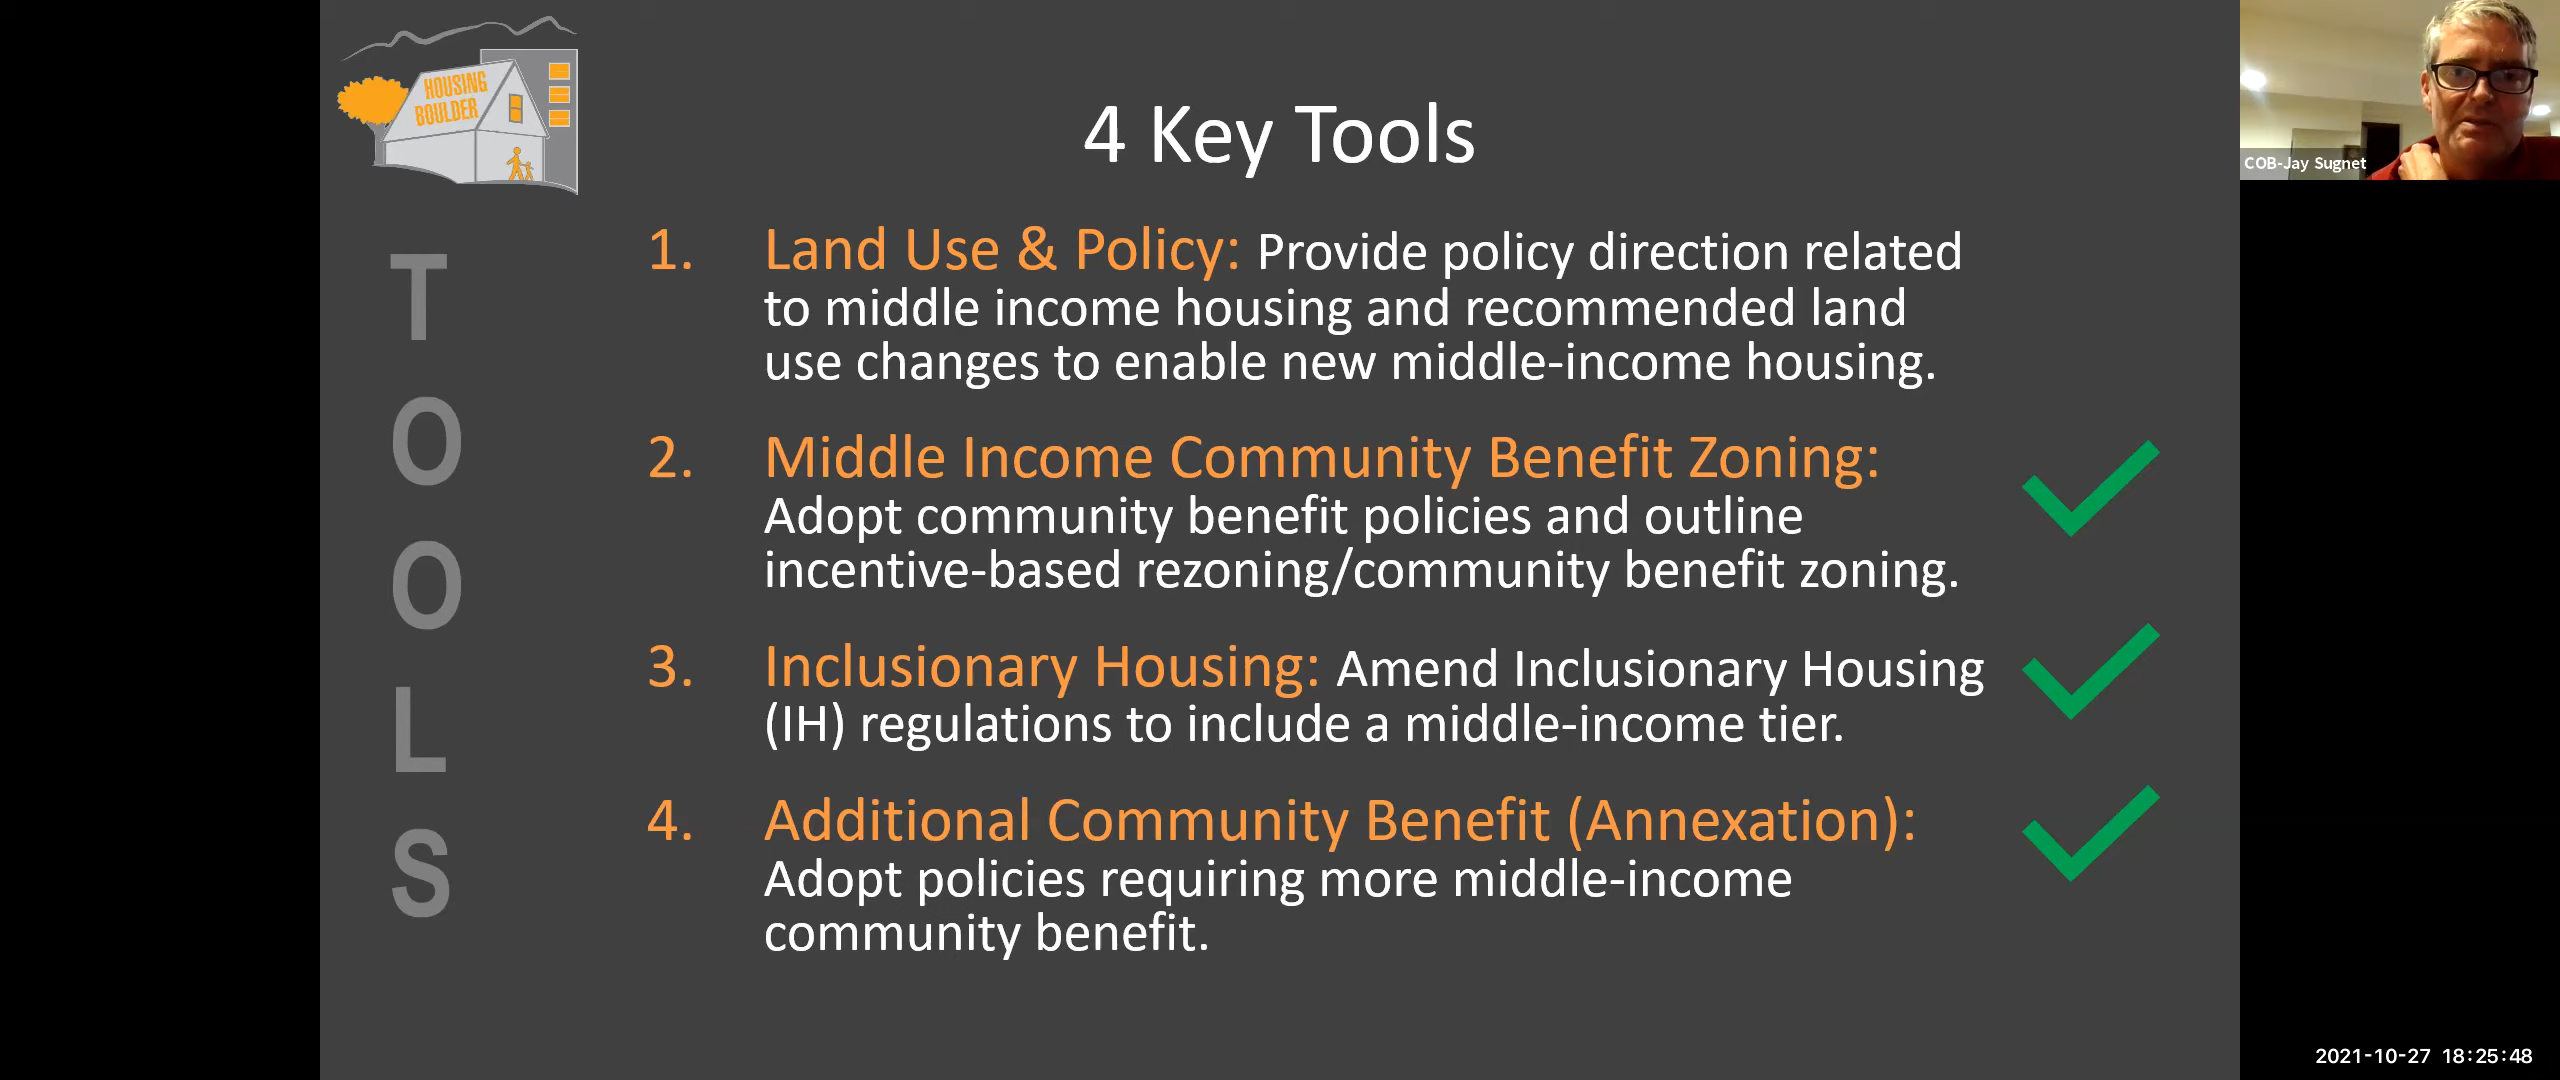 HOUSING
BOULDER
4 Key Tools
TOOLS
1. Land Use & Policy: Provide policy direction related
to middle income housing and recommended land
use changes to enable new middle-income housing.
2. Middle Income Community Benefit Zoning:
Adopt community benefit policies and outline
incentive-based rezoning/community benefit zoning.
3. Inclusionary Housing: Amend Inclusionary Housing
(IH) regulations to include a middle-income tier.
4. Additional Community Benefit (Annexation):
Adopt policies requiring more middle-income
community benefit.
COB-Jay Sugnet
2021-10-27 18:25:48